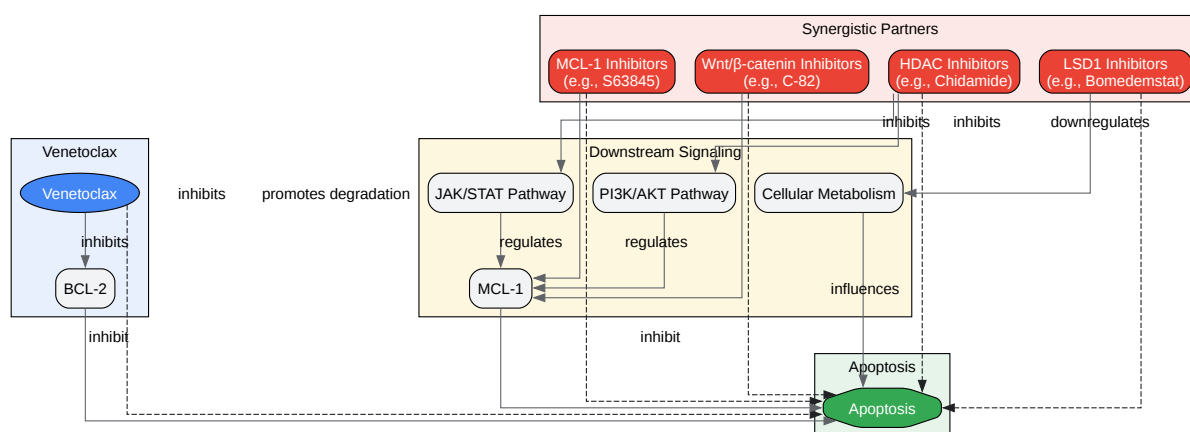 Synergistic Partners
MCL-1 Inhibitors
(e.g., S63845)
Wnt/β-catenin Inhibitors
(e.g., C-82)
HDAC Inhibitors
(e.g., Chidamide)
LSD1 Inhibitors
(e.g., Bomedemstat)
inhibits
inhibits
downregulates
Venetoclax
Downstream Signaling
Venetoclax
inhibits
promotes degradation
JAK/STAT Pathway
PI3K/AKT Pathway
Cellular Metabolism
inhibits
regulates
regulates
BCL-2
MCL-1
influences
inhibit
inhibit
Apoptosis
Apoptosis